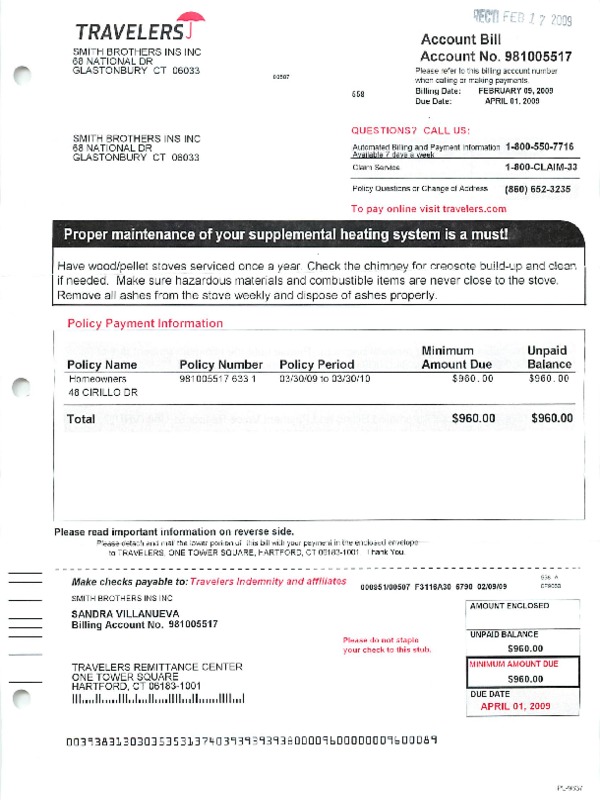 TRAVELERS
REC'D FEB 17 2009
SMITH BROTHERS INS INC
68 NATIONAL DR
GLASTONBURY CT 06033
00507
558
Account Bill
Account No. 981005517
Please refer to this billing account number
when calling or making payments.
Billing Date: FEBRUARY 09, 2009
Due Date: APRIL 01, 2009
SMITH BROTHERS INS INC
68 NATIONAL DR
GLASTONBURY CT 06033
QUESTIONS? CALL US:
Automated Billing and Payment Information 1-800-550-7716
Available 7 days a week
Claim Service 1-800-CLAIM-33
Policy Questions or Change of Address (860) 652-3235
To pay online visit travelers.com
Proper maintenance of your supplemental heating system is a must!
Have wood/pellet stoves serviced once a year. Check the chimney for creosote build-up and clean
if needed. Make sure hazardous materials and combustible items are never close to the stove.
Remove all ashes from the stove weekly and dispose of ashes properly.
Policy Payment Information
Policy Name Policy Number Policy Period Minimum Amount Due Unpaid Balance
Homeowners 981005517 633 1 03/30/09 to 03/30/10 $960.00 $960.00
48 CIRILLO DR
Total $960.00 $960.00
Please read important information on reverse side.
Please detach and mail the lower portion of this bill with your payment in the enclosed envelope
to TRAVELERS, ONE TOWER SQUARE, HARTFORD, CT 06183-1001. Thank You.
Make checks payable to: Travelers Indemnity and affiliates
000951/00507 F3116A30 6790 02/09/09
SMITH BROTHERS INS INC
SANDRA VILLANUEVA
Billing Account No. 981005517
Please do not staple
your check to this stub.
AMOUNT ENCLOSED
UNPAID BALANCE
$960.00
MINIMUM AMOUNT DUE
$960.00
DUE DATE
APRIL 01, 2009
TRAVELERS REMITTANCE CENTER
ONE TOWER SQUARE
HARTFORD, CT 06183-1001